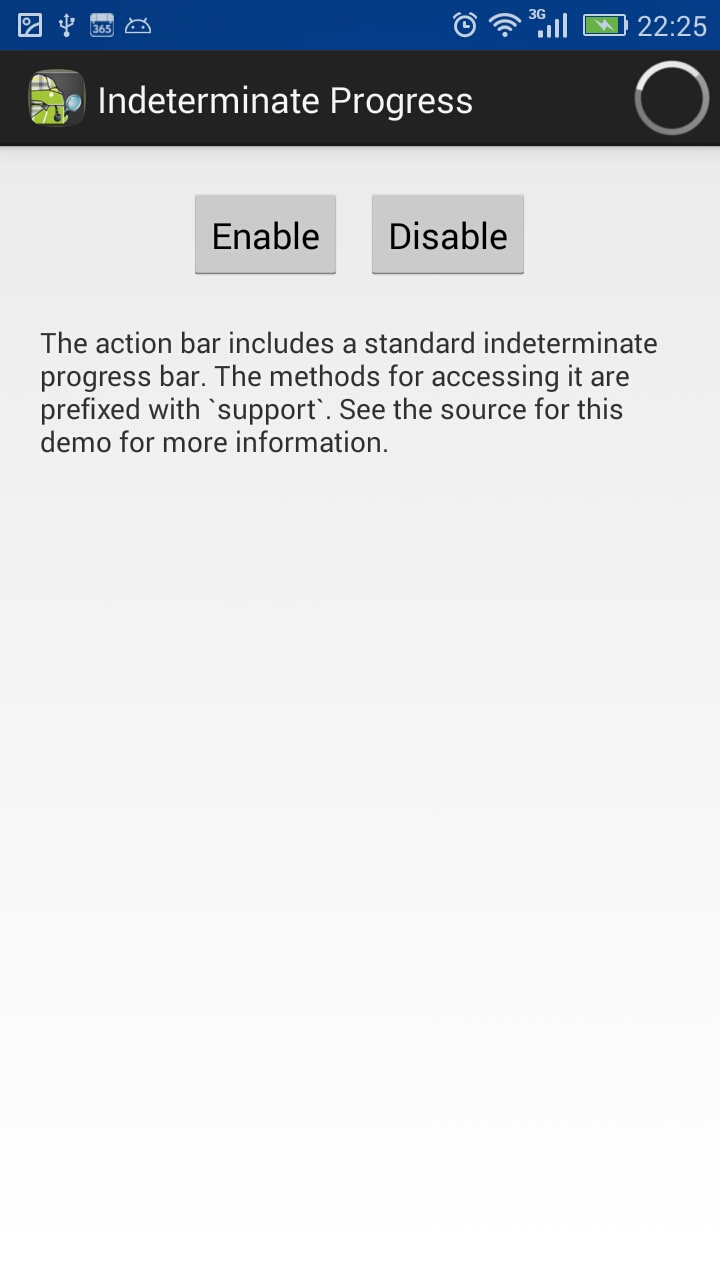 365
3G
22:25
Indeterminate Progress
Enable
Disable
The action bar includes a standard indeterminate
progress bar. The methods for accessing it are
prefixed with `support`. See the source for this
demo for more information.